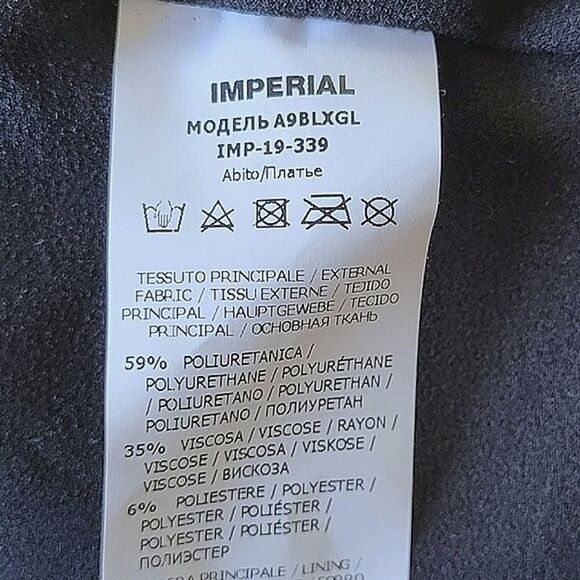 IMPERIAL
МОДЕЛЬ A9BLXGL
IMP-19-339
Abito/Платье
TESSUTO PRINCIPALE / EXTERNAL
FABRIC / TISSU EXTERNE / TEJIDO
PRINCIPAL / HAUPTGEWEBE / TECIDO
PRINCIPAL / ОСНОВНАЯ ТКАНЬ
59% POLIURETANICA /
POLYURETHANE / POLYURÉTHANE
/ POLIURETANO / POLYURETHAN /
POLIURETANO / ПОЛИУРЕТАН
35% VISCOSA / VISCOSE / RAYON /
VISCOSE / VISCOSA / VISKOSE /
VISCOSE / ВИСКОЗА
6% POLIESTERE / POLYESTER /
POLYESTER / POLIÉSTER /
POLYESTER / POLIÉSTER /
ПОЛИЭСТЕР
PRINCIPALE / LINING /